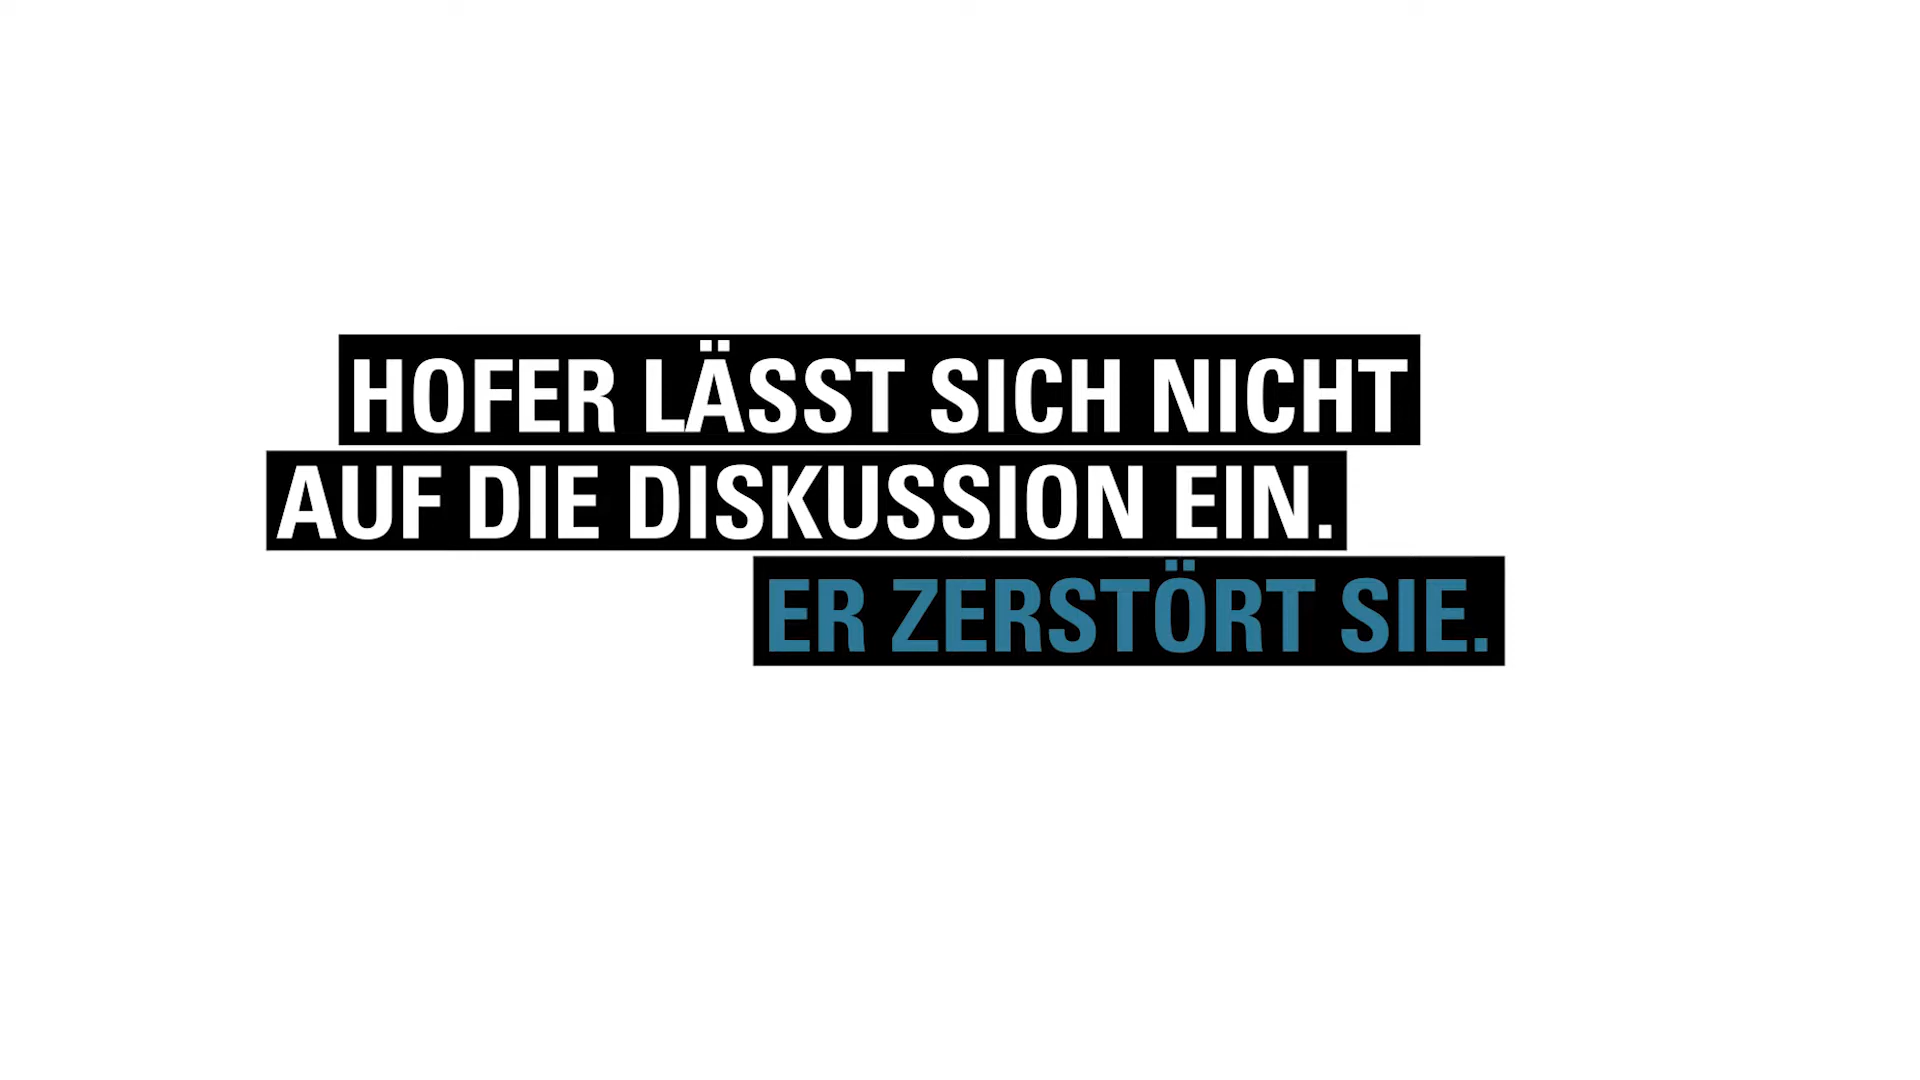 HOFER LÄSST SICH NICHT
AUF DIE DISKUSSION EIN.
ER ZERSTÖRT SIE.